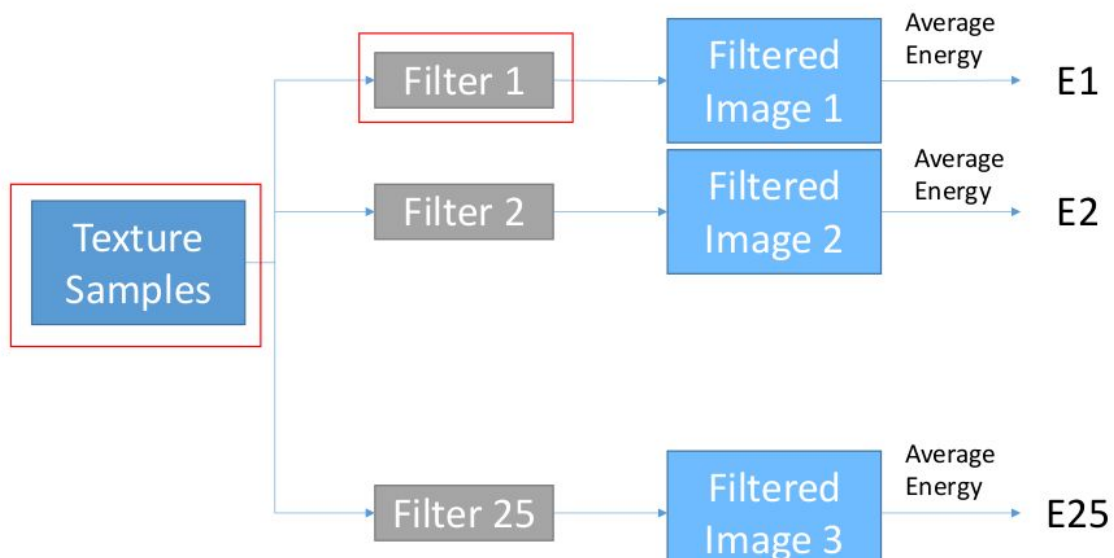 Texture
Samples
Filter 1
Filtered
Image 1
Average
Energy
E1
Filter 2
Filtered
Image 2
Average
Energy
E2
Filter 25
Filtered
Image 3
Average
Energy
E25